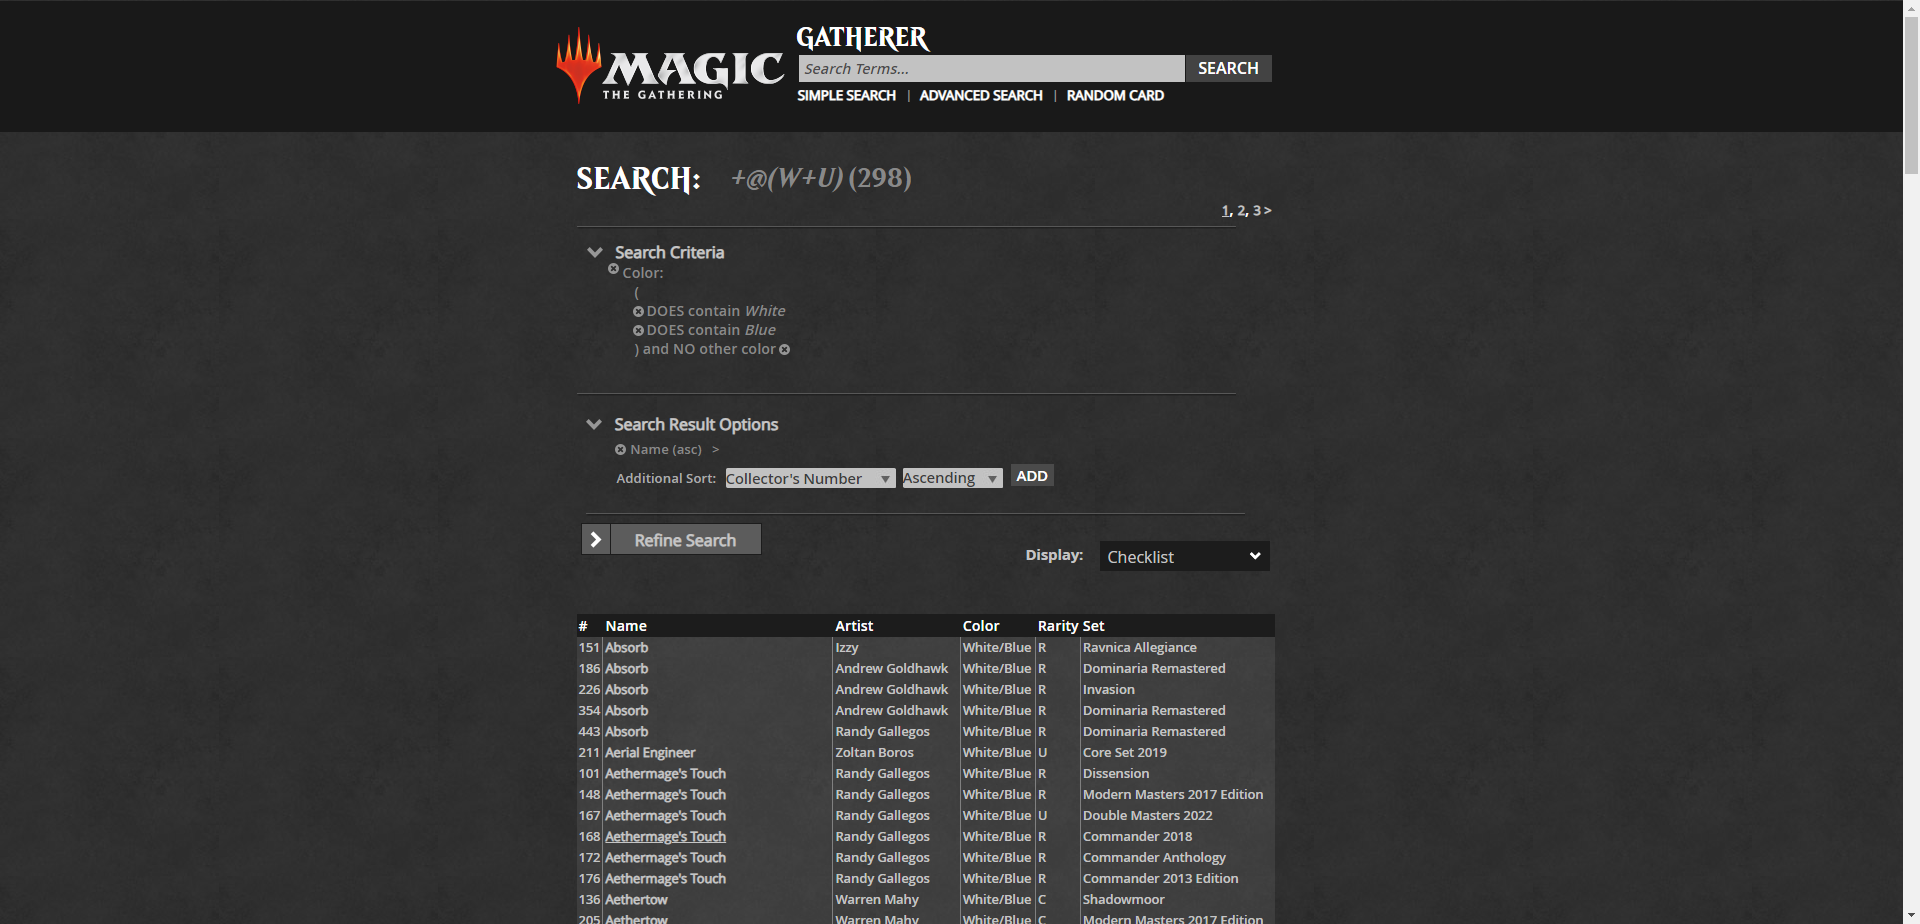 MAGIC
THE GATHERING
GATHERER
Search Terms...
SEARCH
SIMPLE SEARCH | ADVANCED SEARCH | RANDOM CARD
SEARCH: +@(W+U) (298)
1, 2, 3 >
Search Criteria
Color:
(
DOES contain White
DOES contain Blue
) and NO other color
Search Result Options
Name (asc) >
Additional Sort: Collector's Number Ascending ADD
Refine Search
Display: Checklist
# Name Artist Color Rarity Set
151 Absorb Izzy White/Blue R Ravnica Allegiance
186 Absorb Andrew Goldhawk White/Blue R Dominaria Remastered
226 Absorb Andrew Goldhawk White/Blue R Invasion
354 Absorb Andrew Goldhawk White/Blue R Dominaria Remastered
443 Absorb Randy Gallegos White/Blue R Dominaria Remastered
211 Aerial Engineer Zoltan Boros White/Blue U Core Set 2019
101 Aethermage's Touch Randy Gallegos White/Blue R Dissension
148 Aethermage's Touch Randy Gallegos White/Blue R Modern Masters 2017 Edition
167 Aethermage's Touch Randy Gallegos White/Blue U Double Masters 2022
168 Aethermage's Touch Randy Gallegos White/Blue R Commander 2018
172 Aethermage's Touch Randy Gallegos White/Blue R Commander Anthology
176 Aethermage's Touch Randy Gallegos White/Blue R Commander 2013 Edition
136 Aethertow Warren Mahy White/Blue C Shadowmoor
205 Aethertow Warren Mahy White/Blue C Modern Masters 2017 Edition